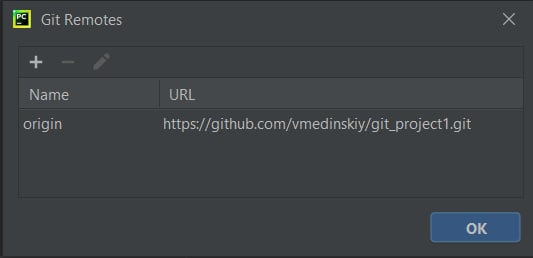 PC
Git Remotes
Name URL
origin https://github.com/vmedinskiy/git_project1.git
OK